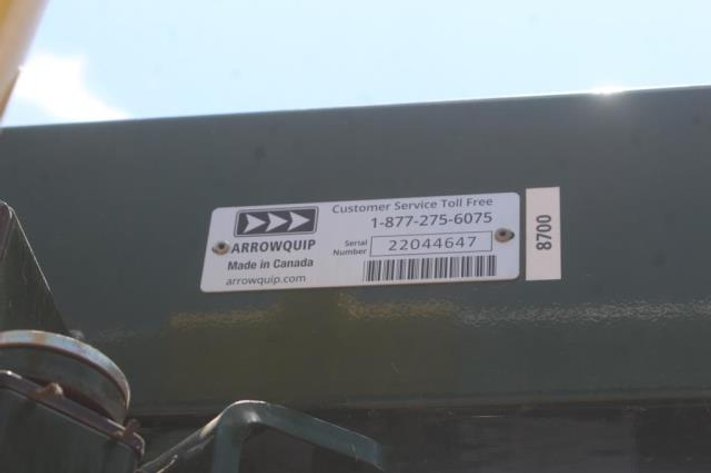 Customer Service Toll Free
1-877-275-6075
ARROWQUIP
Serial
Number
22044647
Made in Canada
arrowquip.com
8700